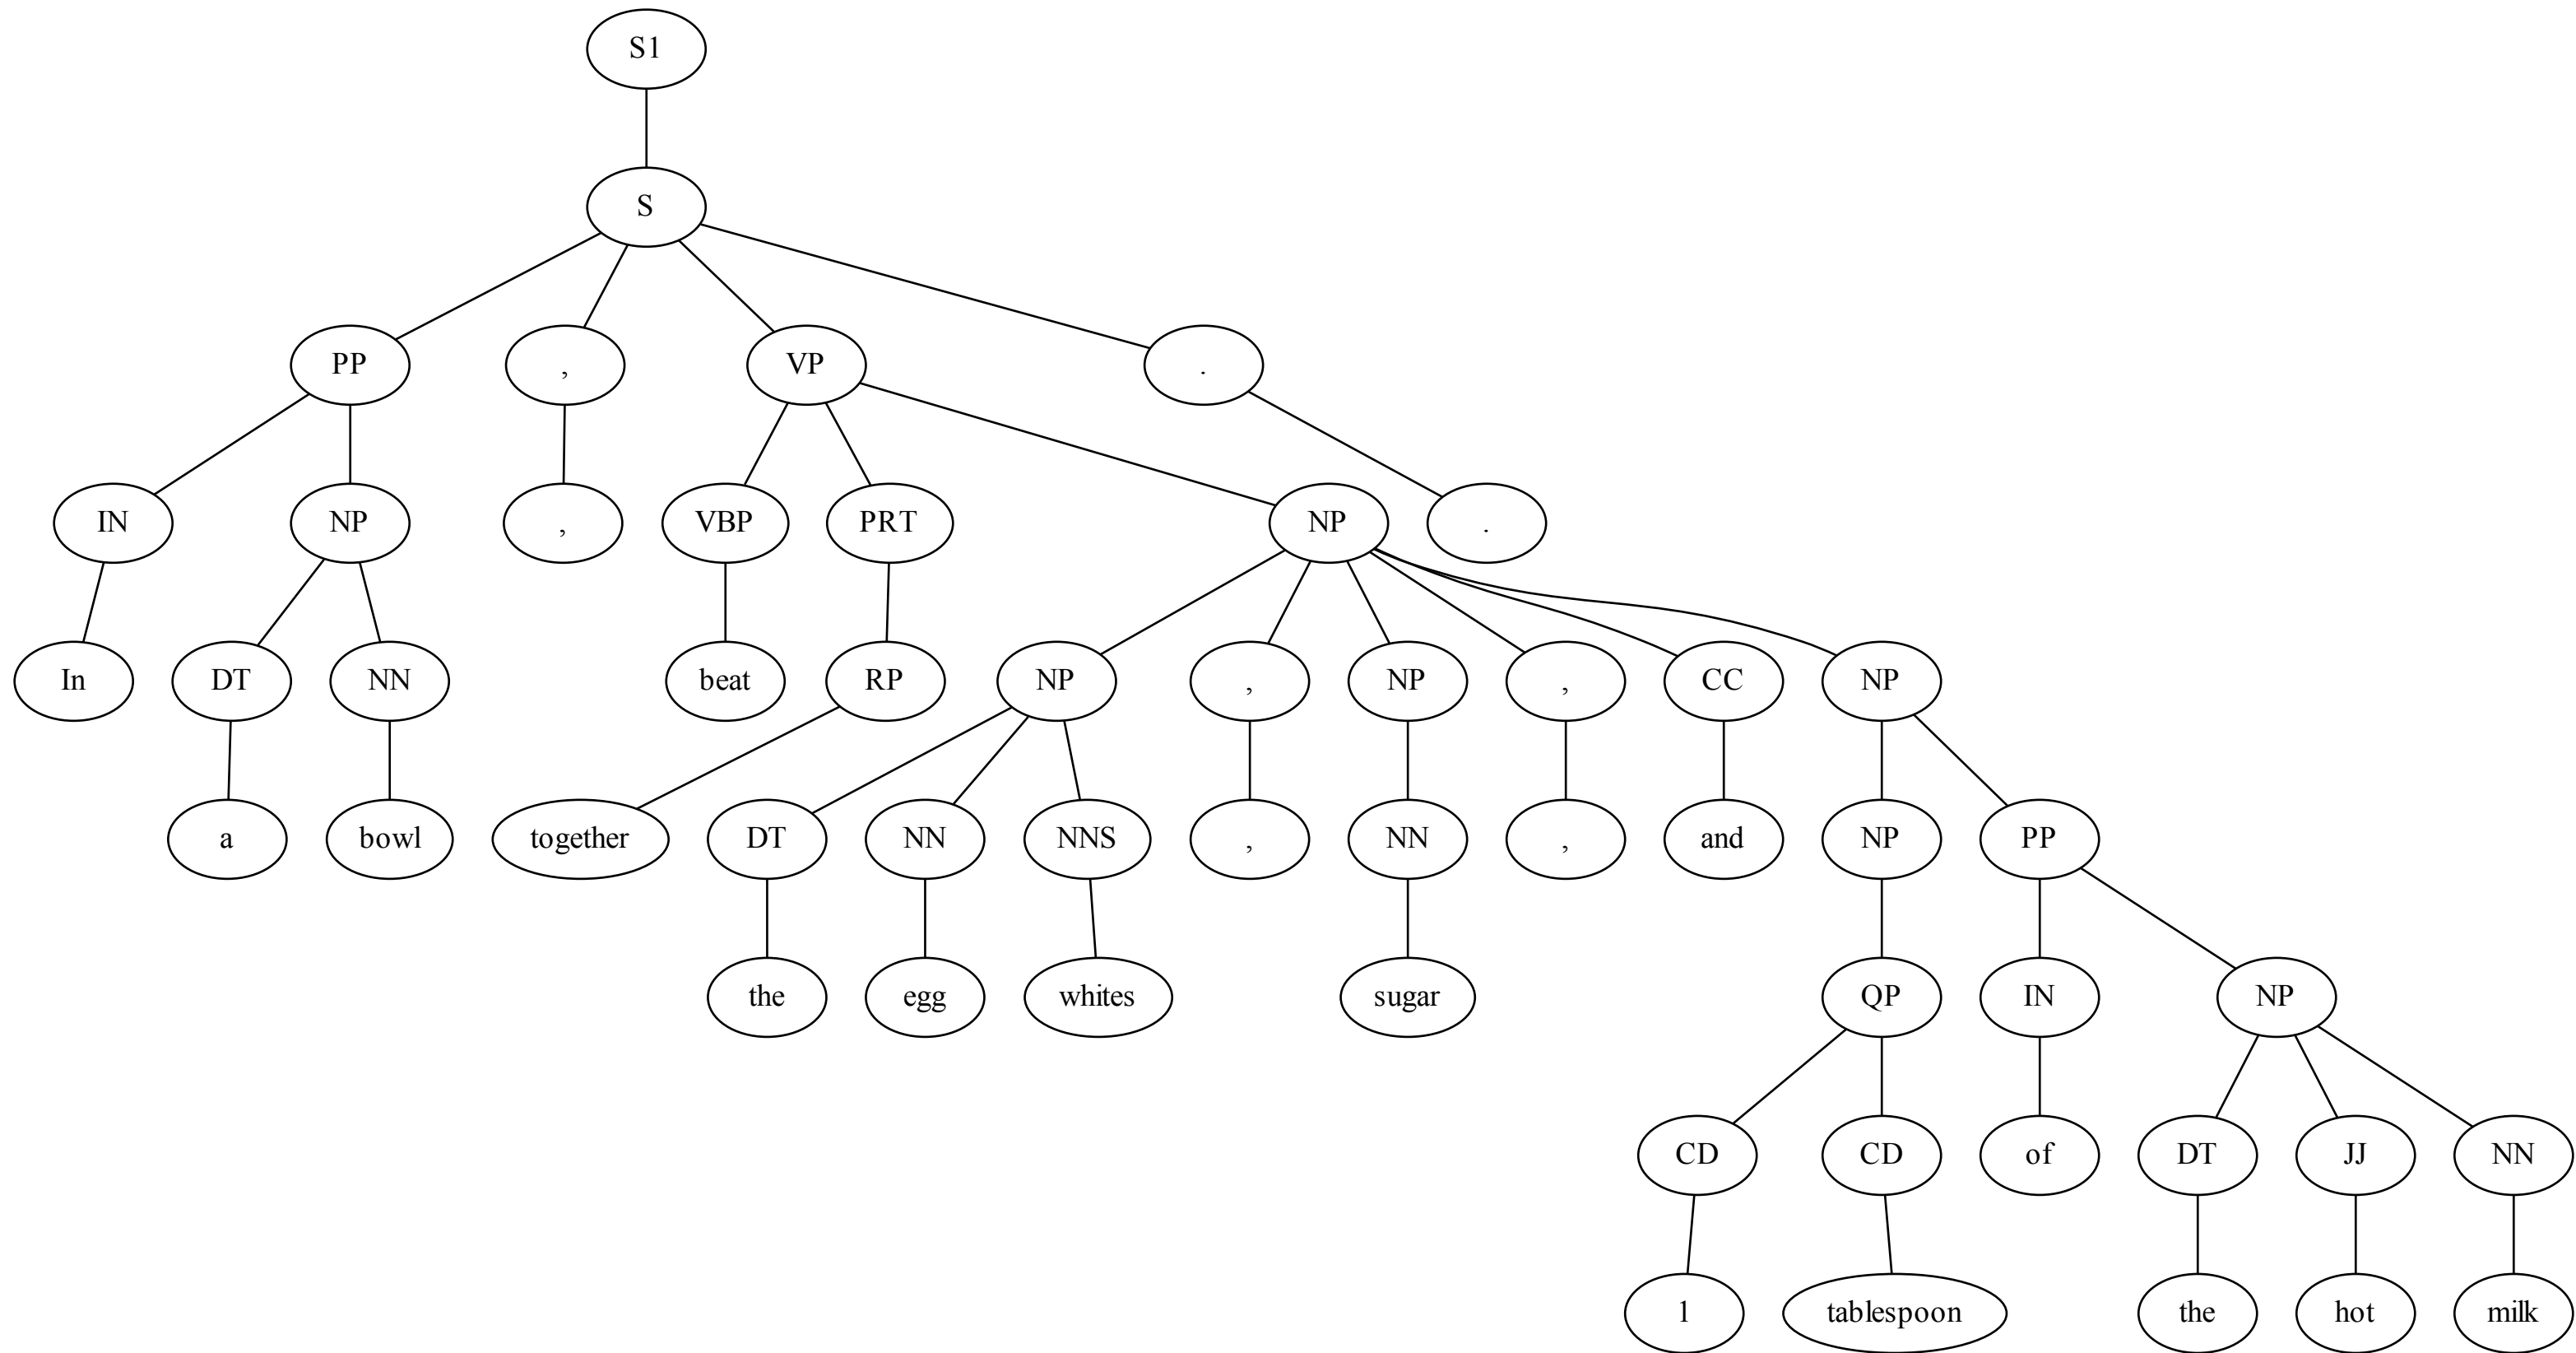 S1
S
PP , VP .
IN NP , VBP PRT NP .
In DT NN beat RP NP , NP , CC NP
a bowl together DT NN NNS , NN , and NP PP
the egg whites sugar QP IN NP
CD CD of DT JJ NN
1 tablespoon the hot milk